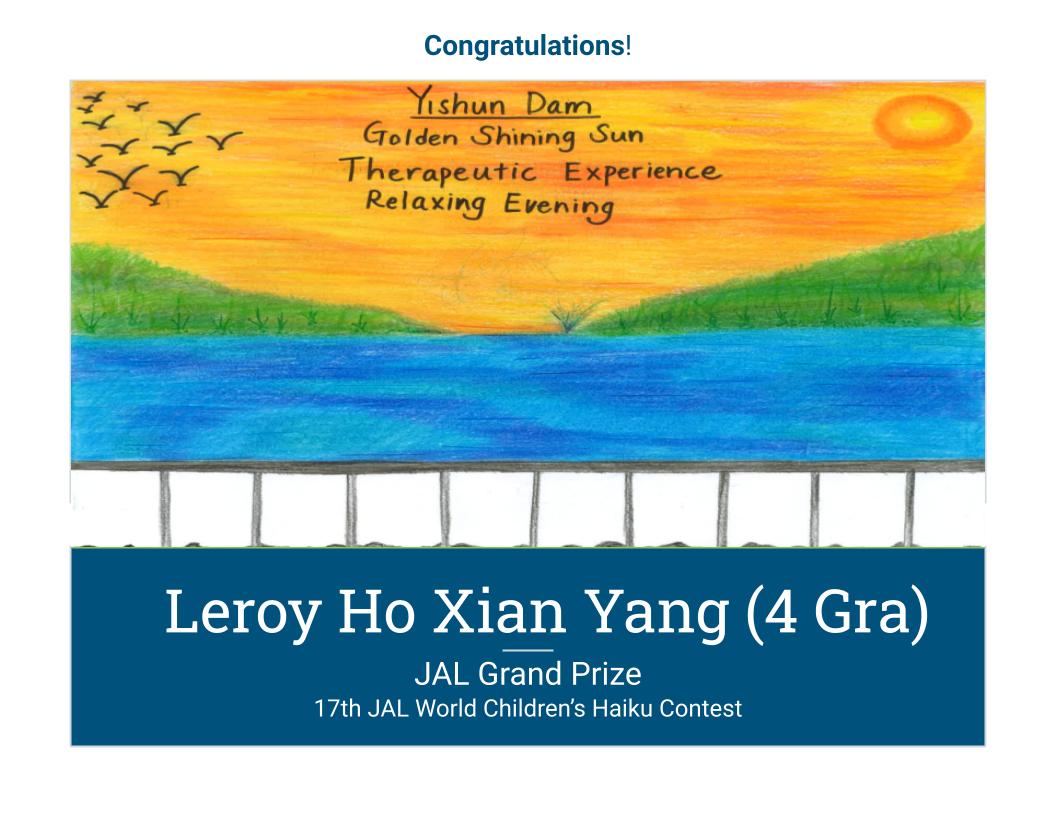 Congratulations!
Yishun Dam
Golden Shining Sun
Therapeutic Experience
Relaxing Evening
Leroy Ho Xian Yang (4 Gra)
JAL Grand Prize
17th JAL World Children’s Haiku Contest